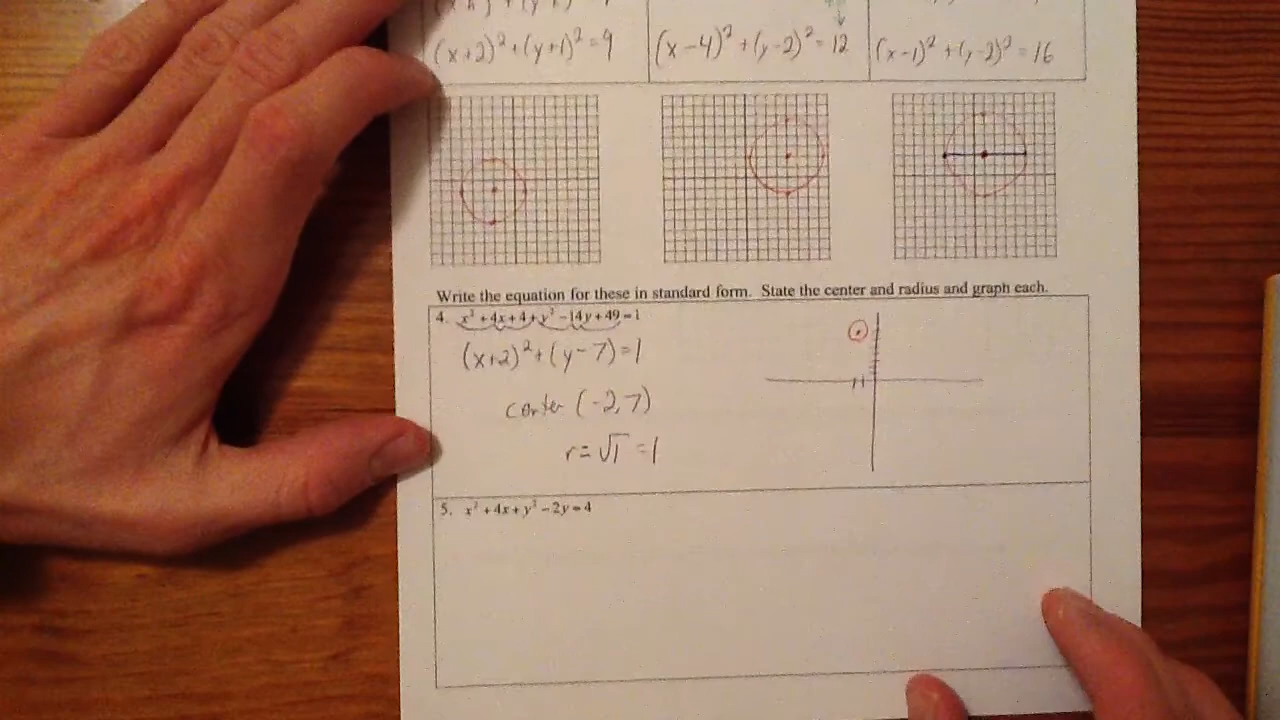 (x+2)²+(y+1)²=9
(x-4)²+(y-2)²=12
(x-1)²+(y-2)²=16
Write the equation for these in standard form. State the center and radius and graph each.
4. x²+4x+4+y²-14y+49=1
(x+2)²+(y-7)=1
center (-2,7)
r=√1=1
5. x²+4x+y²-2y=4